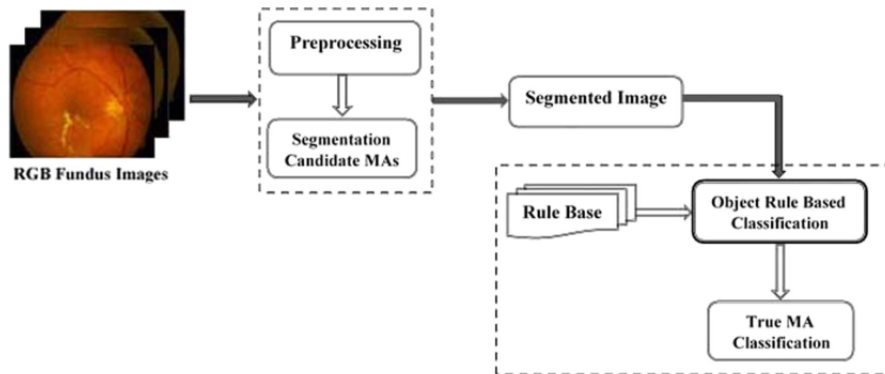 RGB Fundus Images
Preprocessing
Segmentation
Candidate MAs
Segmented Image
Rule Base
Object Rule Based
Classification
True MA
Classification